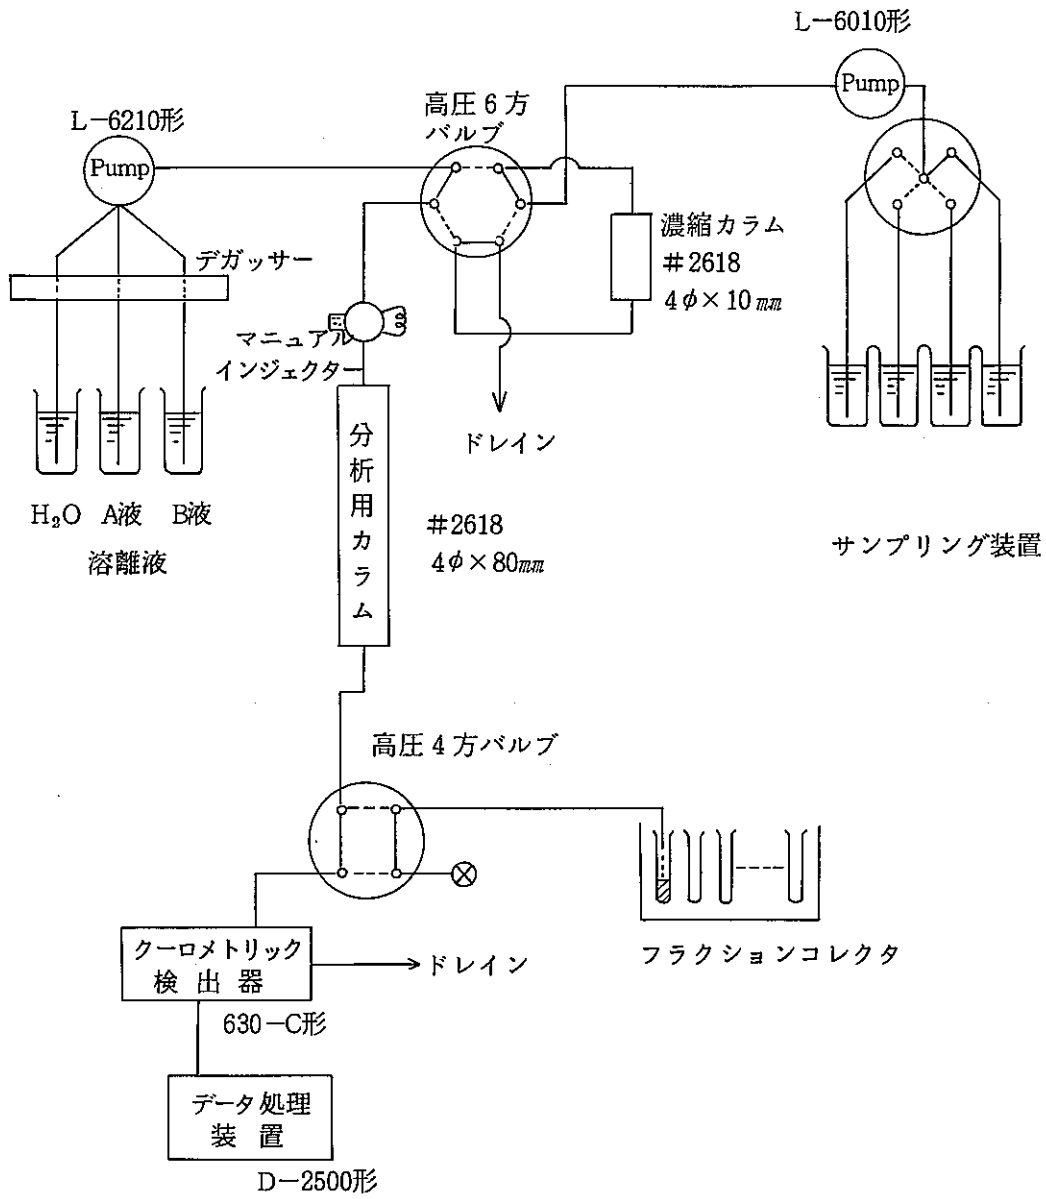 L−6010形
Pump
L−6210形
Pump
高圧6方
バルブ
デガッサー
濃縮カラム
#2618
4φ×10㎜
マニュアル
インジェクター
ドレイン
分析用カラム
H₂O A液 B液
溶離液
#2618
4φ×80㎜
サンプリング装置
高圧4方バルブ
クーロメトリック
検出器
ドレイン
フラクションコレクタ
630−C形
データ処理
装置
D−2500形